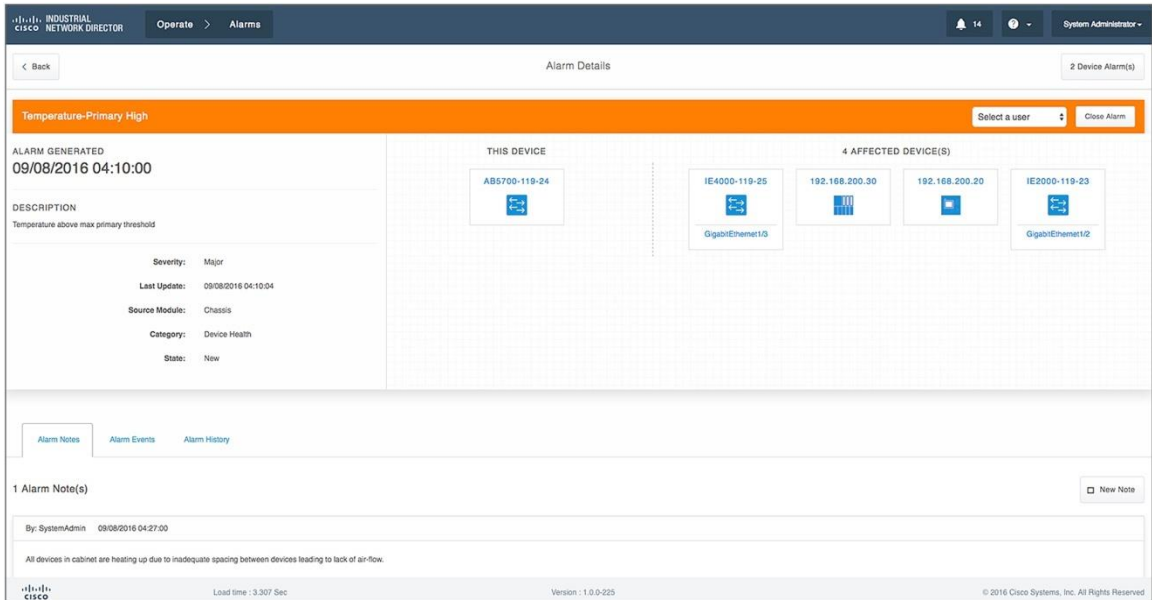 CISCO INDUSTRIAL NETWORK DIRECTOR
Operate > Alarms
14
?
System Administrator
< Back
Alarm Details
2 Device Alarm(s)
Temperature-Primary High
Select a user
Close Alarm
ALARM GENERATED
09/08/2016 04:10:00
DESCRIPTION
Temperature above max primary threshold
Severity: Major
Last Update: 09/08/2016 04:10:04
Source Module: Chassis
Category: Device Health
State: New
THIS DEVICE
AB5700-119-24
4 AFFECTED DEVICE(S)
IE4000-119-25
GigabitEthernet1/3
192.168.200.30
192.168.200.20
IE2000-119-23
GigabitEthernet1/2
Alarm Notes
Alarm Events
Alarm History
1 Alarm Note(s)
New Note
By: SystemAdmin 09/08/2016 04:27:00
All devices in cabinet are heating up due to inadequate spacing between devices leading to lack of air-flow.
CISCO
Load time : 3.307 Sec
Version : 1.0.0-225
© 2016 Cisco Systems, Inc. All Rights Reserved